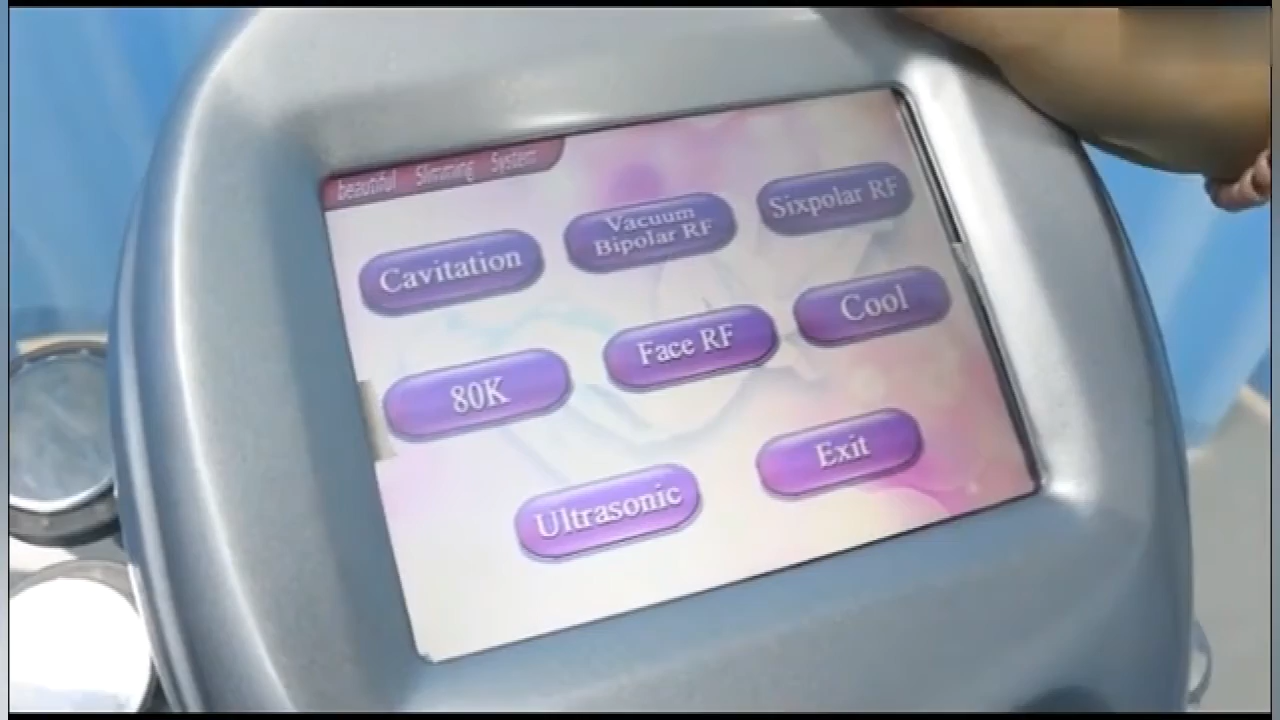 beautiful Slimming System
Cavitation
Vacuum
Bipolar RF
Sixpolar RF
80K
Face RF
Cool
Ultrasonic
Exit